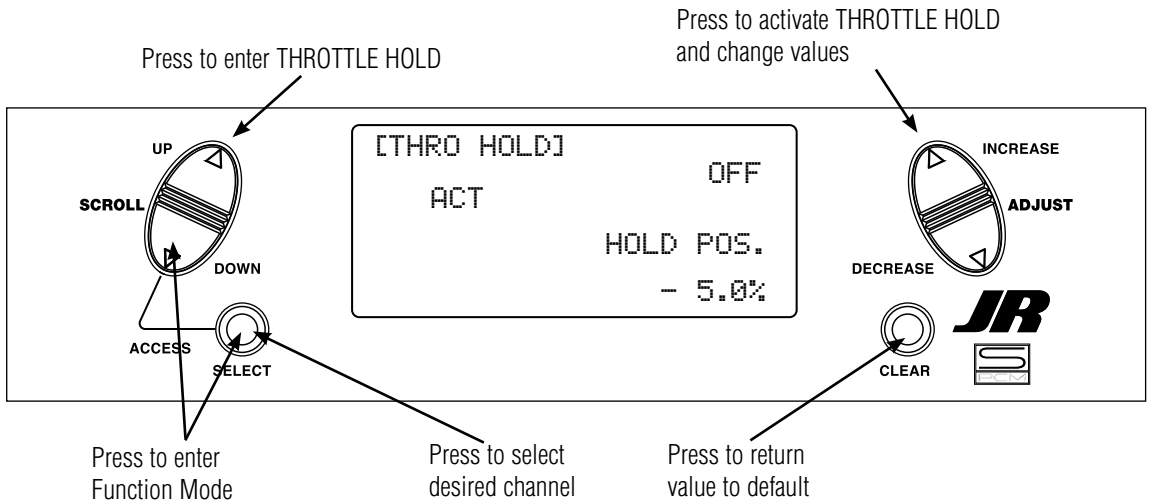 Press to activate THROTTLE HOLD
and change values
Press to enter THROTTLE HOLD
UP
SCROLL
DOWN
ACCESS
SELECT
[THRO HOLD]
OFF
ACT
HOLD POS.
- 5.0%
INCREASE
ADJUST
DECREASE
CLEAR
JR
S
PCM
Press to enter
Function Mode
Press to select
desired channel
Press to return
value to default